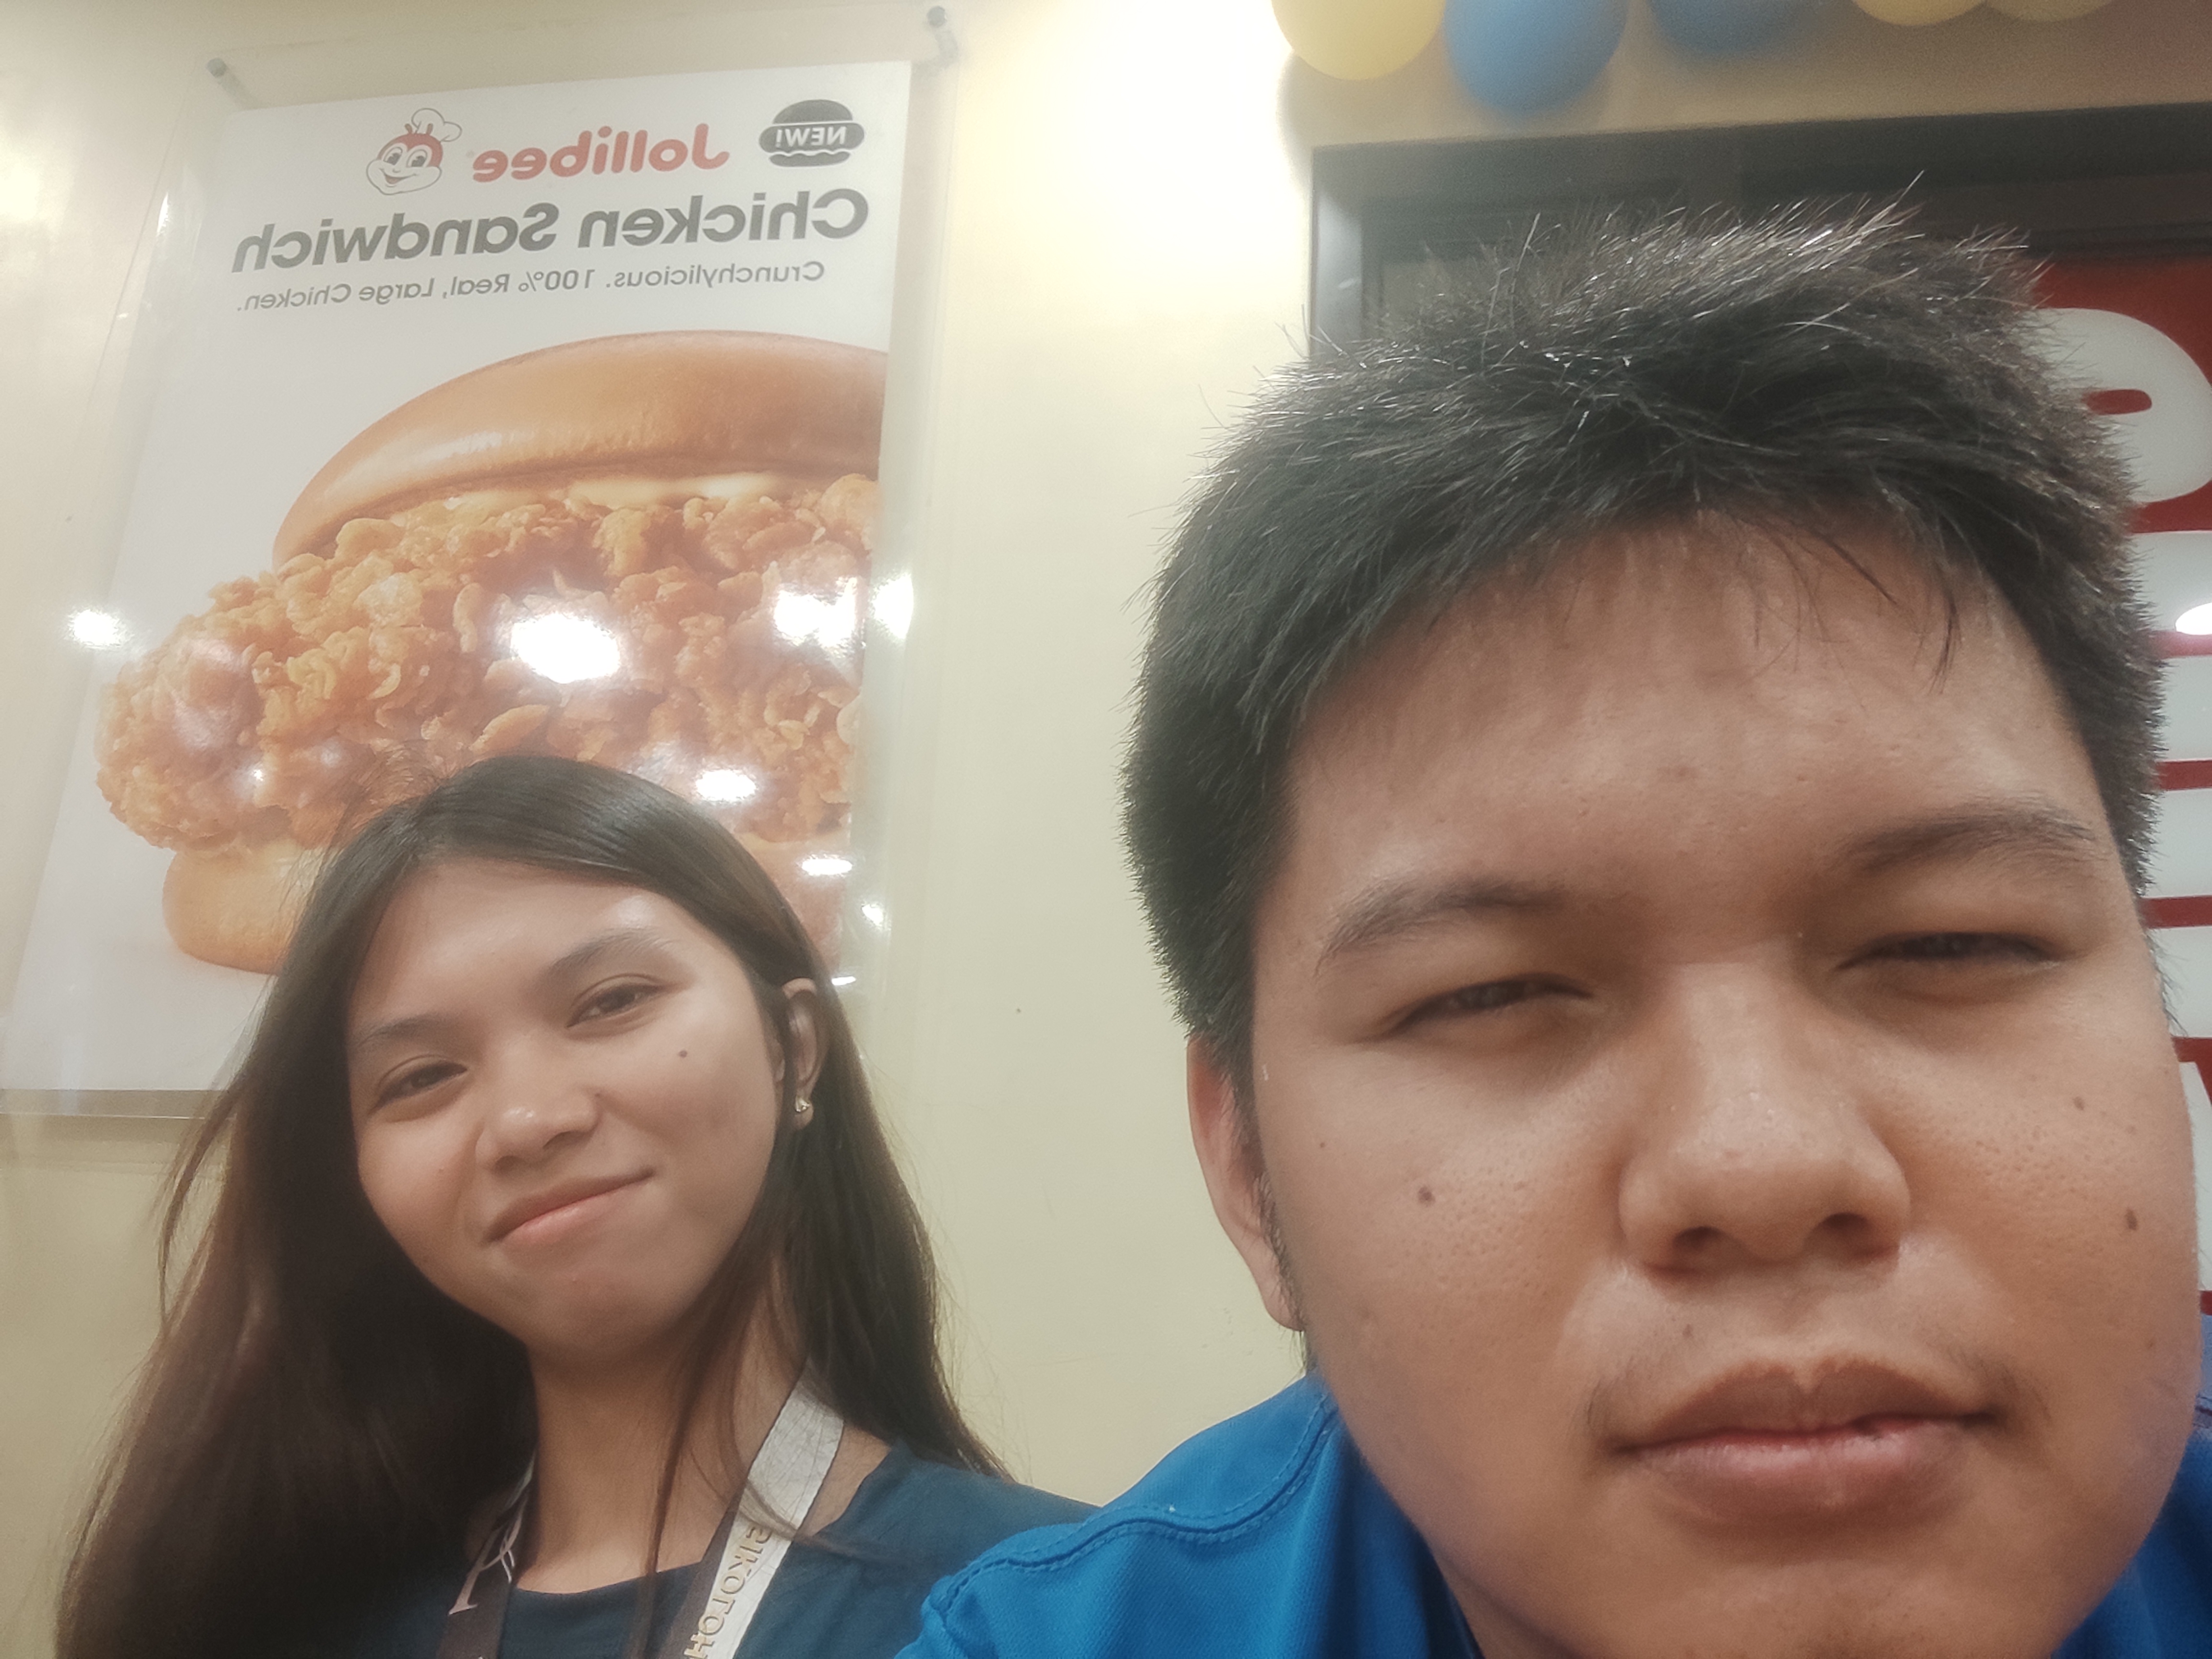 NEW!
Jollibee
Chicken Sandwich
Crunchylicious. 100% Real, Large Chicken.